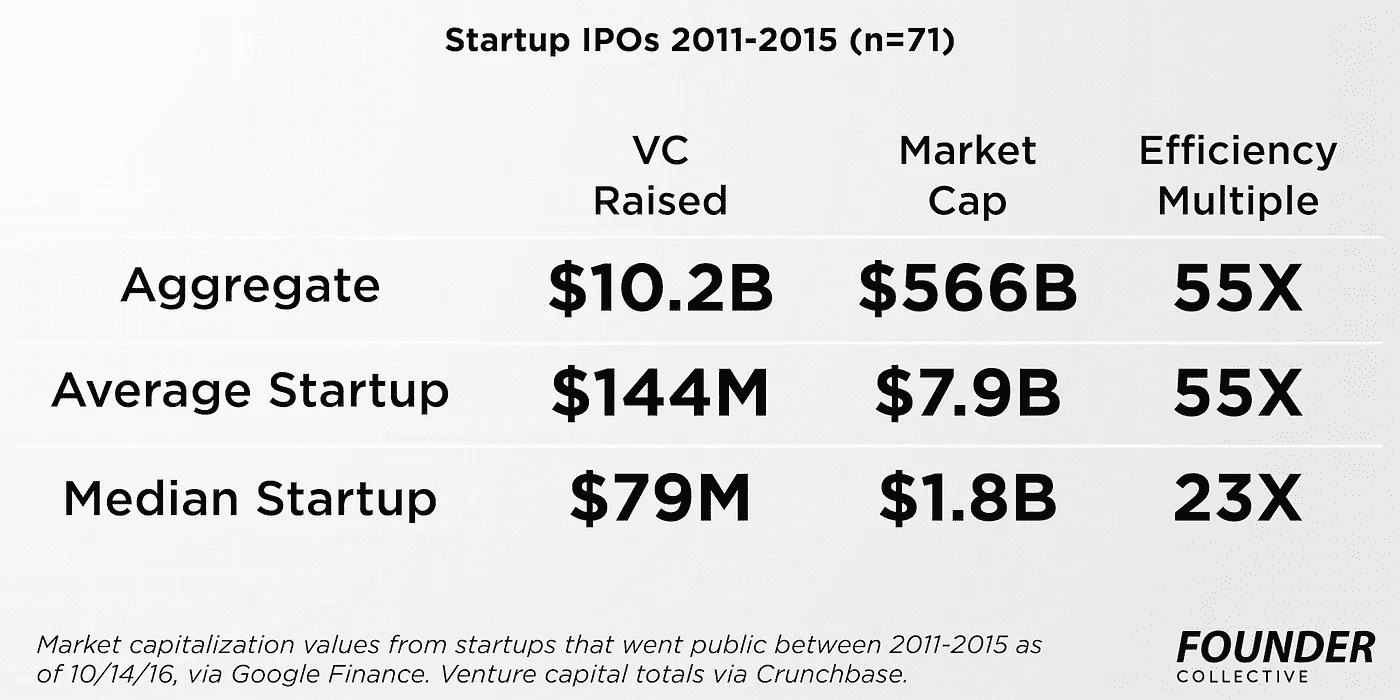 Startup IPOs 2011-2015 (n=71)
VC Raised Market Cap Efficiency Multiple
Aggregate $10.2B $566B 55X
Average Startup $144M $7.9B 55X
Median Startup $79M $1.8B 23X
Market capitalization values from startups that went public between 2011-2015 as
of 10/14/16, via Google Finance. Venture capital totals via Crunchbase.
FOUNDER
COLLECTIVE